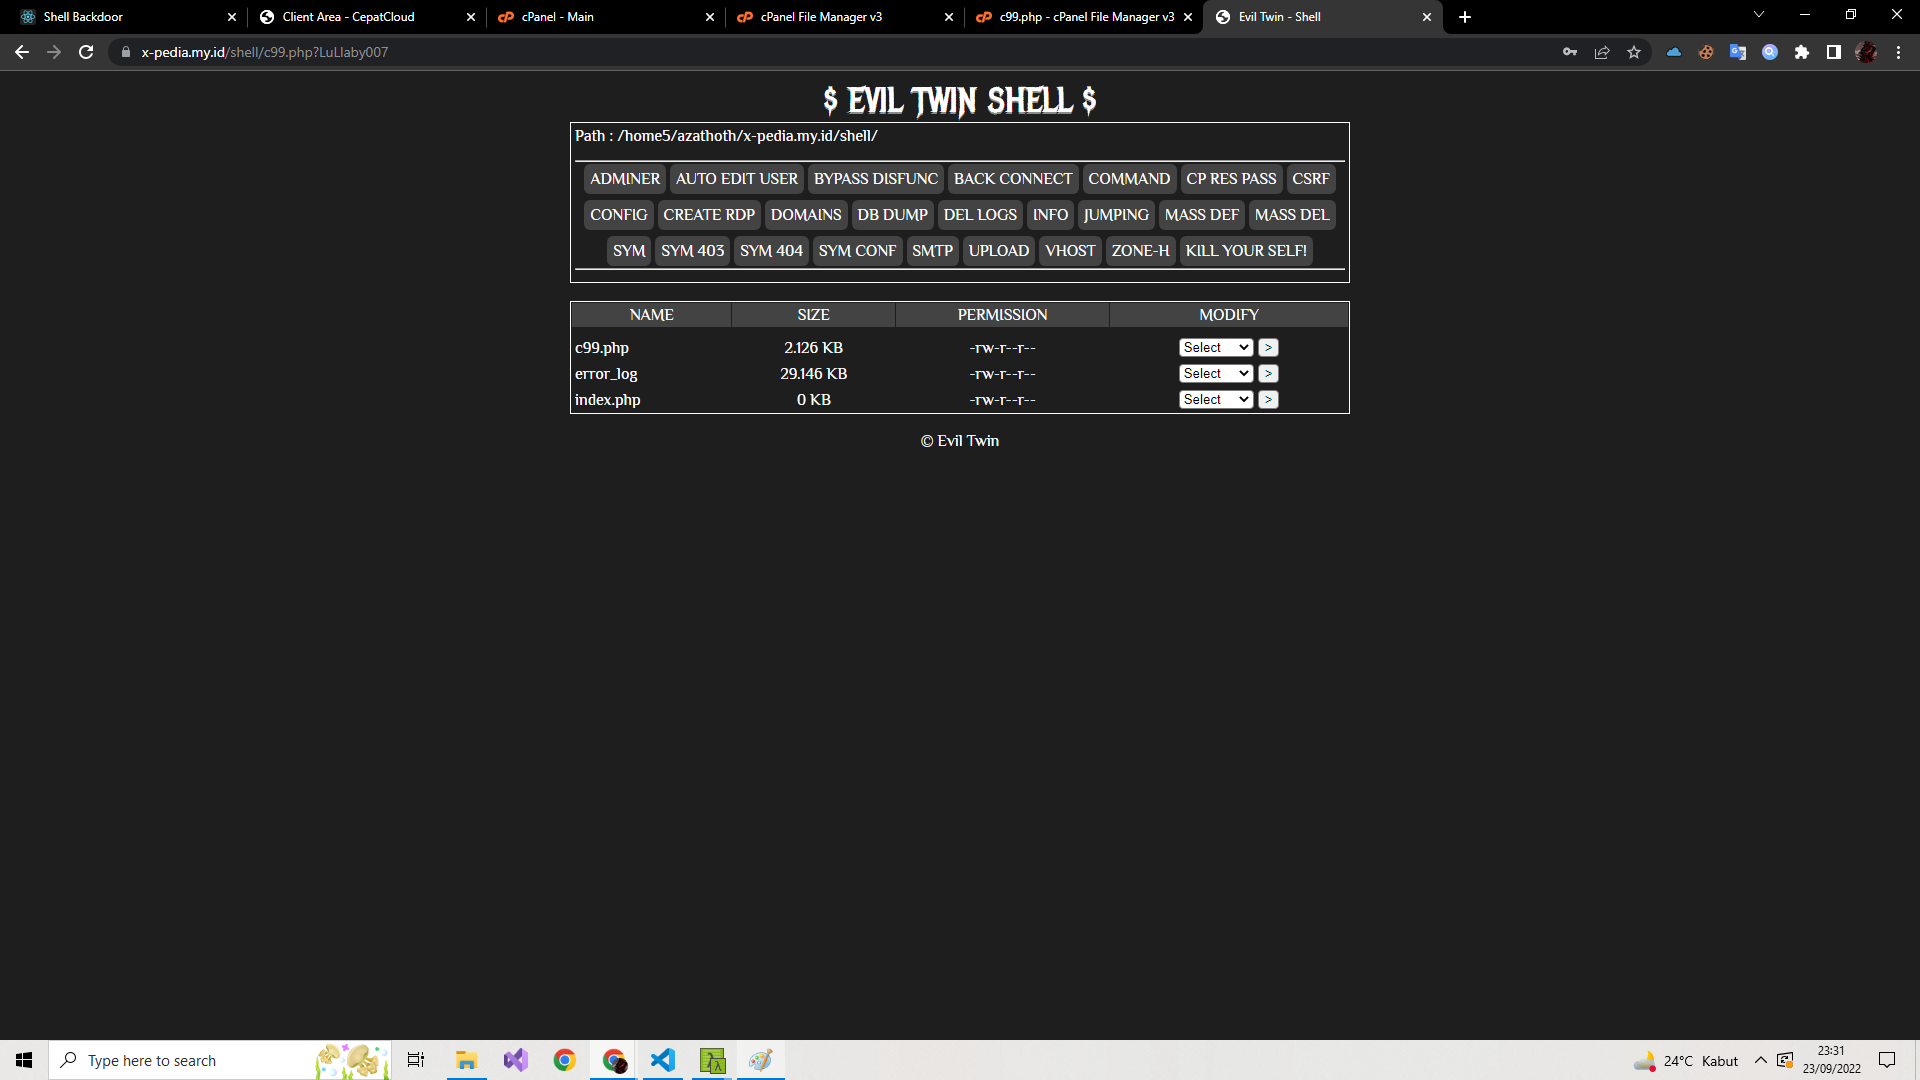 Shell Backdoor
Client Area - CepatCloud
cPanel - Main
cPanel File Manager v3
c99.php - cPanel File Manager v3
Evil Twin - Shell
x-pedia.my.id/shell/c99.php?LuLlaby007
$ EVIL TWIN SHELL $
Path : /home5/azathoth/x-pedia.my.id/shell/
ADMINER AUTO EDIT USER BYPASS DISFUNC BACK CONNECT COMMAND CP RES PASS CSRF
CONFIG CREATE RDP DOMAINS DB DUMP DEL LOGS INFO JUMPING MASS DEF MASS DEL
SYM SYM 403 SYM 404 SYM CONF SMTP UPLOAD VHOST ZONE-H KILL YOUR SELF!
NAME SIZE PERMISSION MODIFY
c99.php 2.126 KB -rw-r--r-- Select >
error_log 29.146 KB -rw-r--r-- Select >
index.php 0 KB -rw-r--r-- Select >
© Evil Twin
Type here to search
24°C Kabut
23:31
23/09/2022